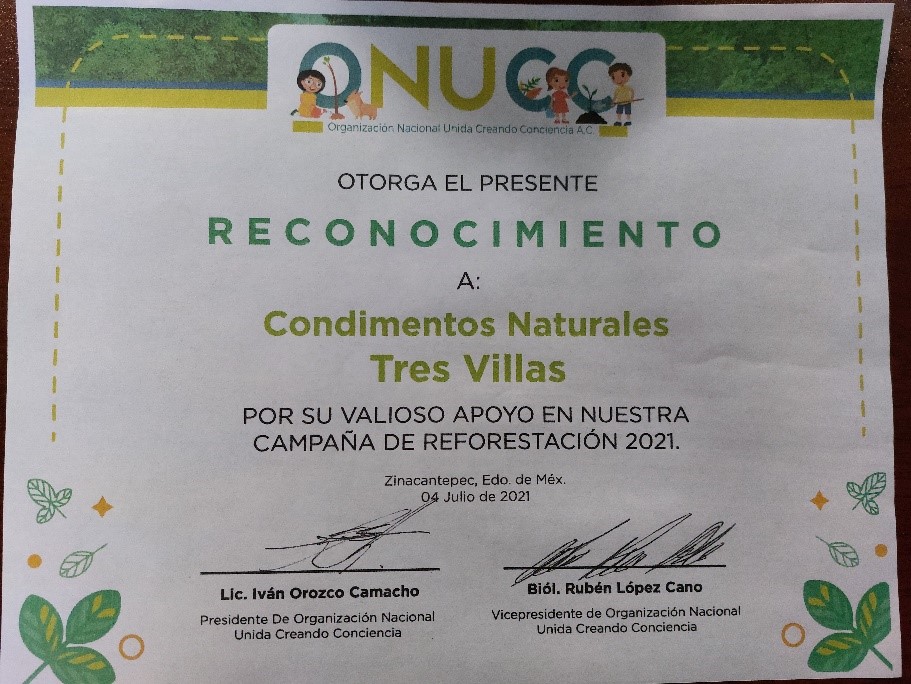 ONUCC
Organización Nacional Unida Creando Conciencia A.C.
OTORGA EL PRESENTE
RECONOCIMIENTO
A:
Condimentos Naturales
Tres Villas
POR SU VALIOSO APOYO EN NUESTRA
CAMPAÑA DE REFORESTACIÓN 2021.
Zinacantepec, Edo. de Méx.
04 Julio de 2021
Lic. Iván Orozco Camacho
Presidente De Organización Nacional
Unida Creando Conciencia
Biól. Rubén López Cano
Vicepresidente de Organización Nacional
Unida Creando Conciencia